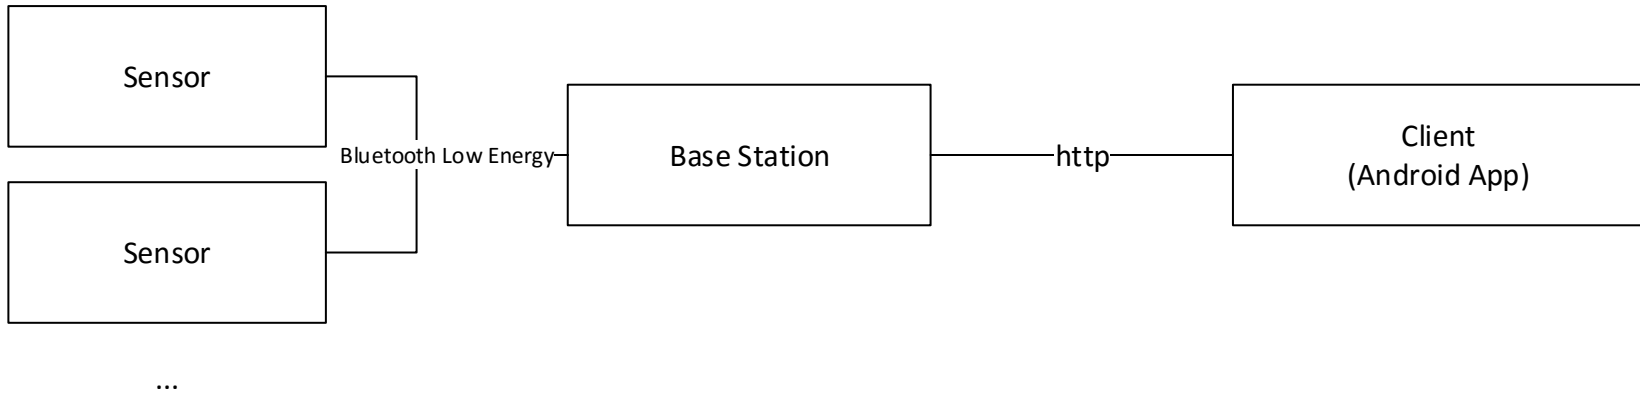 Sensor
Bluetooth Low Energy
Base Station
http
Client
(Android App)
Sensor
...